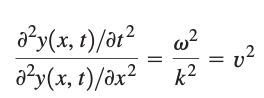 ∂²y(x, t)/∂t² / ∂²y(x, t)/∂x² = ω²/k² = v²